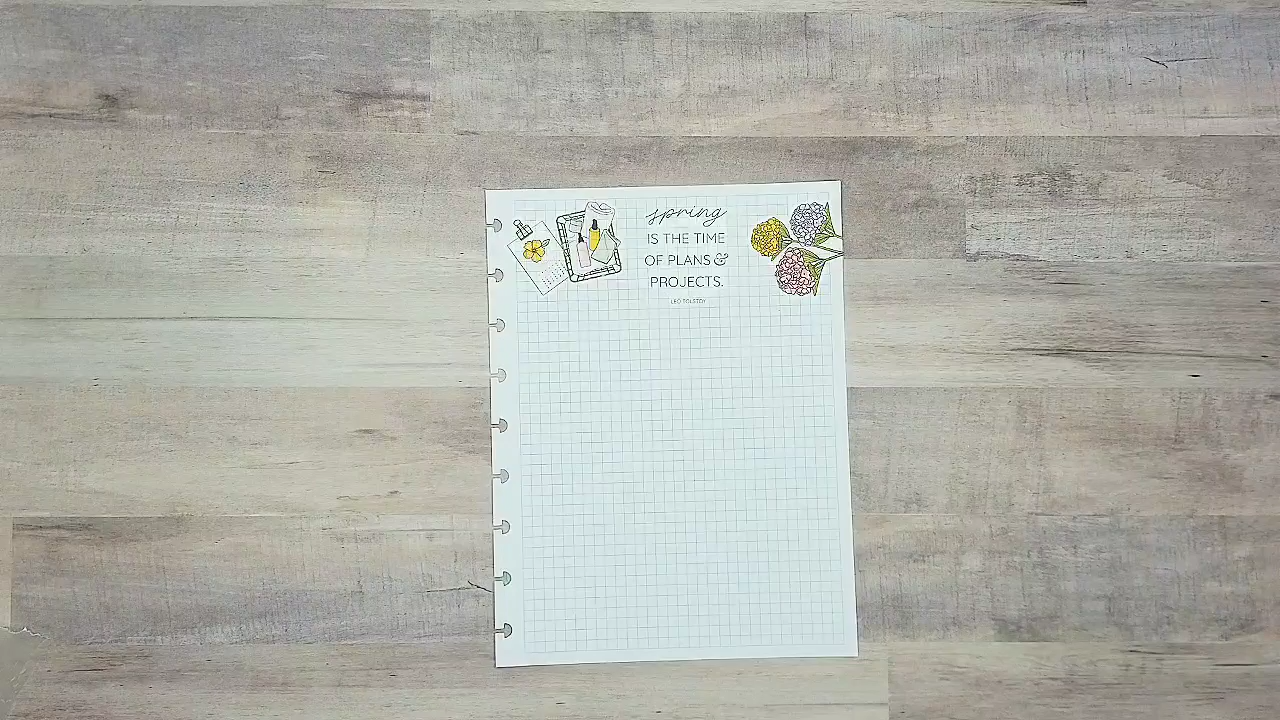 spring
IS THE TIME
OF PLANS &
PROJECTS.
LEO TOLSTOY